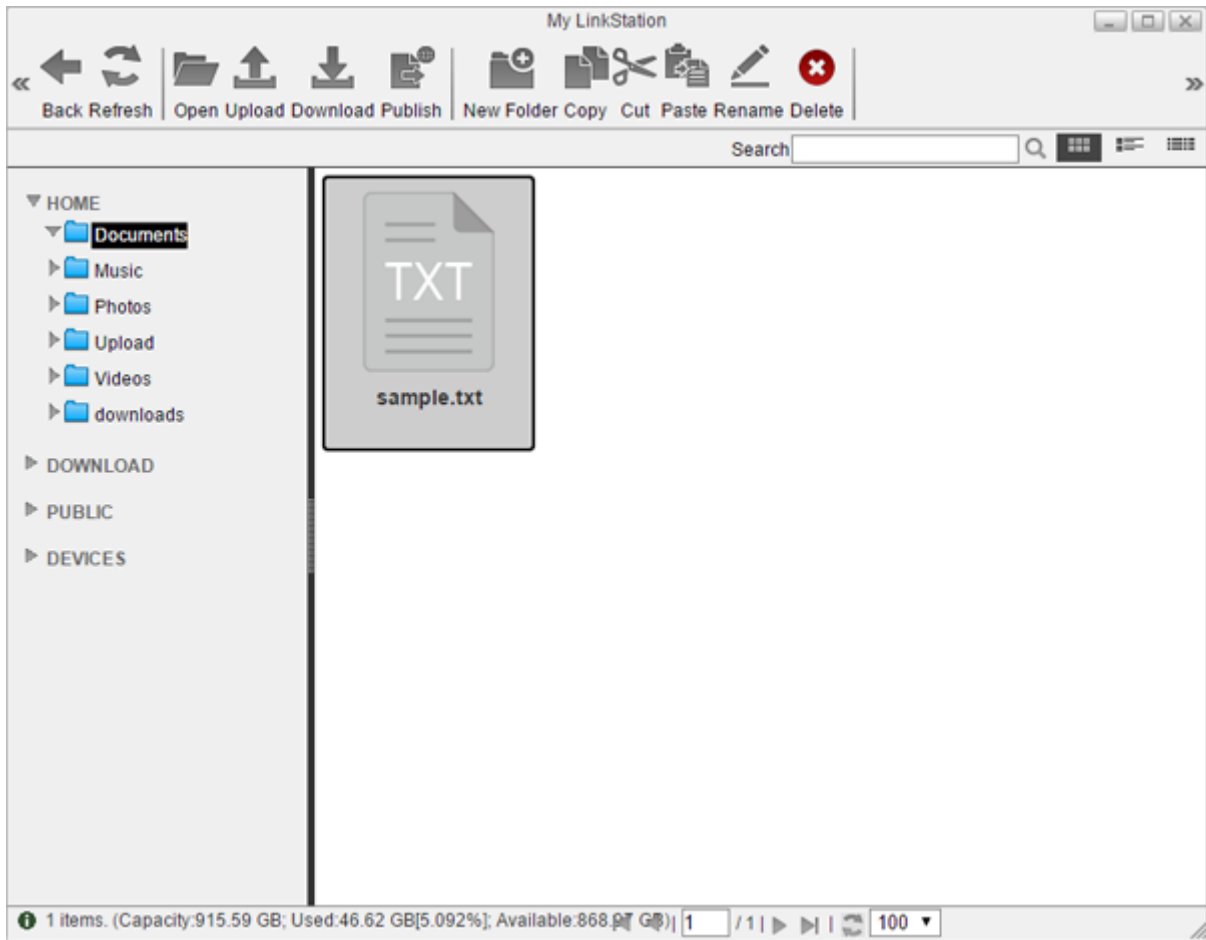 My LinkStation
Back Refresh Open Upload Download Publish New Folder Copy Cut Paste Rename Delete
Search
HOME
Documents
Music
Photos
Upload
Videos
downloads
DOWNLOAD
PUBLIC
DEVICES
TXT
sample.txt
1 items. (Capacity:915.59 GB; Used:46.62 GB[5.092%]; Available:868.97 GB)| 1 / 1 | | 100